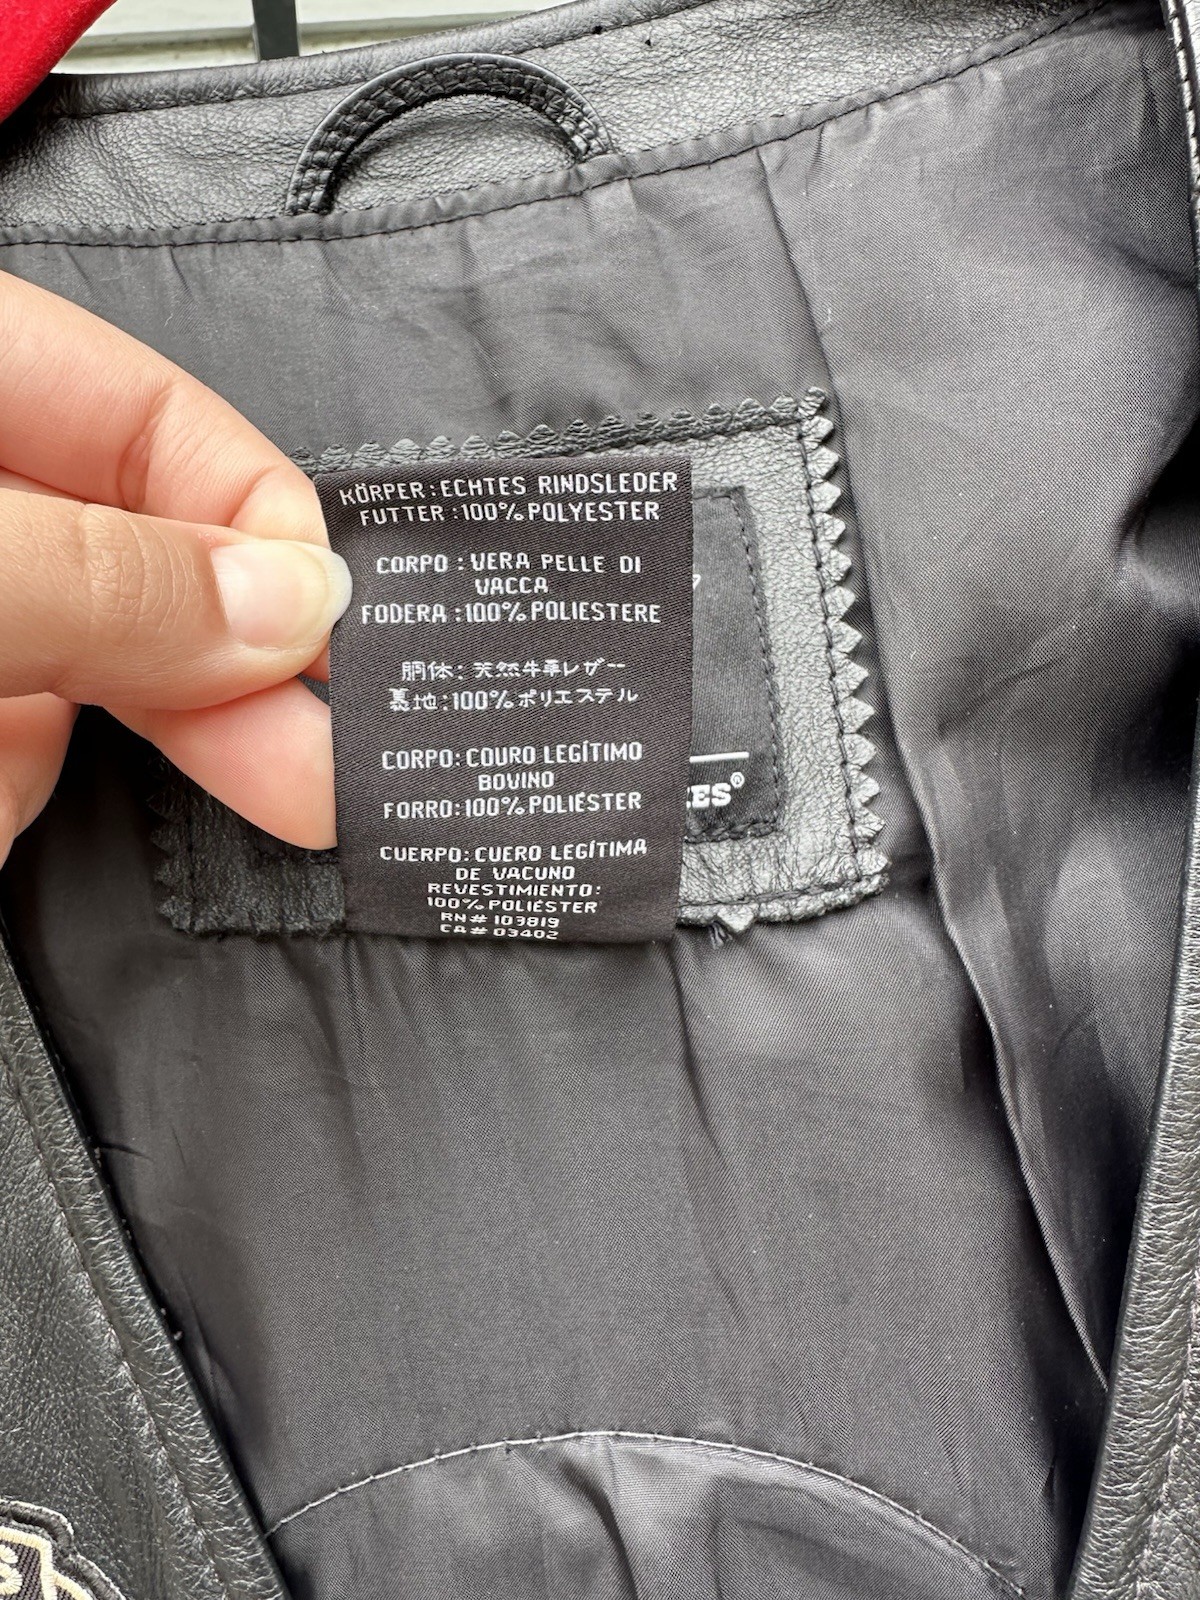 KÖRPER:ECHTES RINDSLEDER
FUTTER:100% POLYESTER
CORPO: VERA PELLE DI
VACCA
FODERA:100% POLIESTERE
胴体: 天然牛革レザー
裏地:100%ポリエステル
CORPO: COURO LEGÍTIMO
BOVINO
FORRO:100% POLIÉSTER
CUERPO: CUERO LEGÍTIMA
DE VACUNO
REVESTIMIENTO:
100% POLIÉSTER
RN# 103819
CA# 03402
ES®